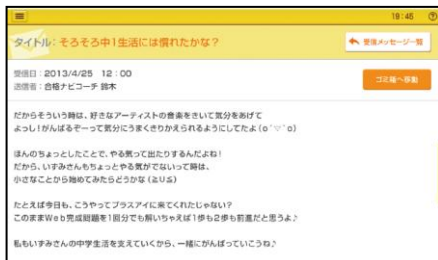 19:46
タイトル: そろそろ中1生活には慣れたかな?
受信メッセージ一覧
受信日:2013/4/25 12:00
送信者:合格ナビコーチ 鈴木
ゴミ箱へ移動
だからそういう時は、好きなアーティストの音楽をきいて気分をあげて
よっし!がんばるぞーって気分にうまくきりかえられるようにしてたよ(o´▽`o)
ほんのちょっとしたことで、やる気って出たりするんだよね!
だから、いずみさんもちょっとやる気がでないって時は、
小さなことから始めてみたらどうかな(≧U≦)
たとえば今日も、こうやってプラスアイに来てくれたじゃない?
このままWeb完成問題を1回分でも解いちゃえば1歩も2歩も前進だと思うよ♪
私もいずみさんの中学生活を支えていくから、一緒にがんばっていこうね♪